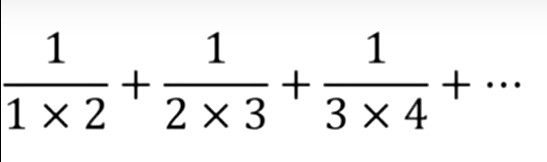 1/(1 × 2) + 1/(2 × 3) + 1/(3 × 4) + ⋯